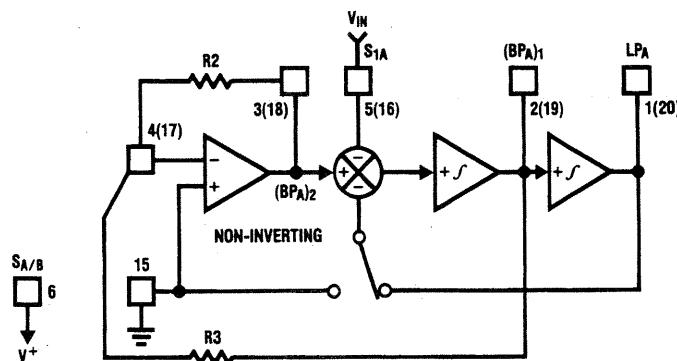 V_IN
S_1A
(BP_A)_1
LP_A
R2
3(18)
5(16)
2(19)
1(20)
4(17)
−
+
(BP_A)_2
+
−
−
+ ∫
+ ∫
NON-INVERTING
S_A/B
6
V+
15
R3